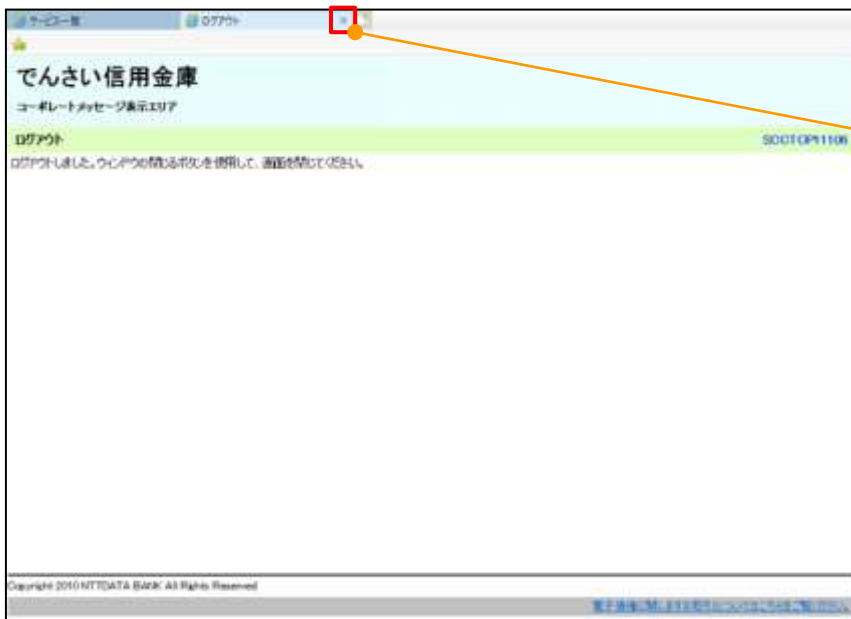 サービス一覧
ログアウト
でんさい信用金庫
コーポレートメッセージ表示エリア
ログアウト
SCCTOP11106
ログアウトしました。ウィンドウの閉じるボタンを使用して、画面を閉じてください。
Copyright 2010 NTTDATA BANK All Rights Reserved